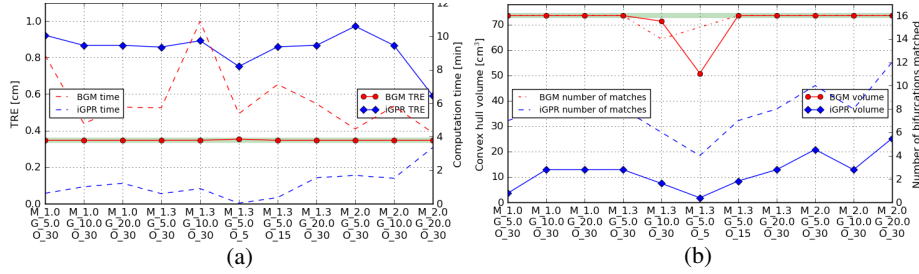 1.0
0.8
0.6
0.4
0.2
0.0
TRE [cm]
12
10
8
6
4
2
0
Computation time [min]
BGM time
iGPR time
BGM TRE
iGPR TRE
M_1.0 M_1.0 M_1.0 M_1.3 M_1.3 M_1.3 M_1.3 M_1.3 M_2.0 M_2.0 M_2.0
G_5.0 G_10.0 G_20.0 G_5.0 G_10.0 G_5.0 G_5.0 G_20.0 G_5.0 G_10.0 G_20.0
O_30 O_30 O_30 O_30 O_30 O_5 O_15 O_30 O_30 O_30 O_30
(a)
70
60
50
40
30
20
10
0
Convex hull volume [cm³]
16
14
12
10
8
6
4
2
0
Number of bifurcations matched
BGM number of matches
iGPR number of matches
BGM volume
iGPR volume
M_1.0 M_1.0 M_1.0 M_1.3 M_1.3 M_1.3 M_1.3 M_1.3 M_2.0 M_2.0 M_2.0
G_5.0 G_10.0 G_20.0 G_5.0 G_10.0 G_5.0 G_5.0 G_20.0 G_5.0 G_10.0 G_20.0
O_30 O_30 O_30 O_30 O_30 O_5 O_15 O_30 O_30 O_30 O_30
(b)